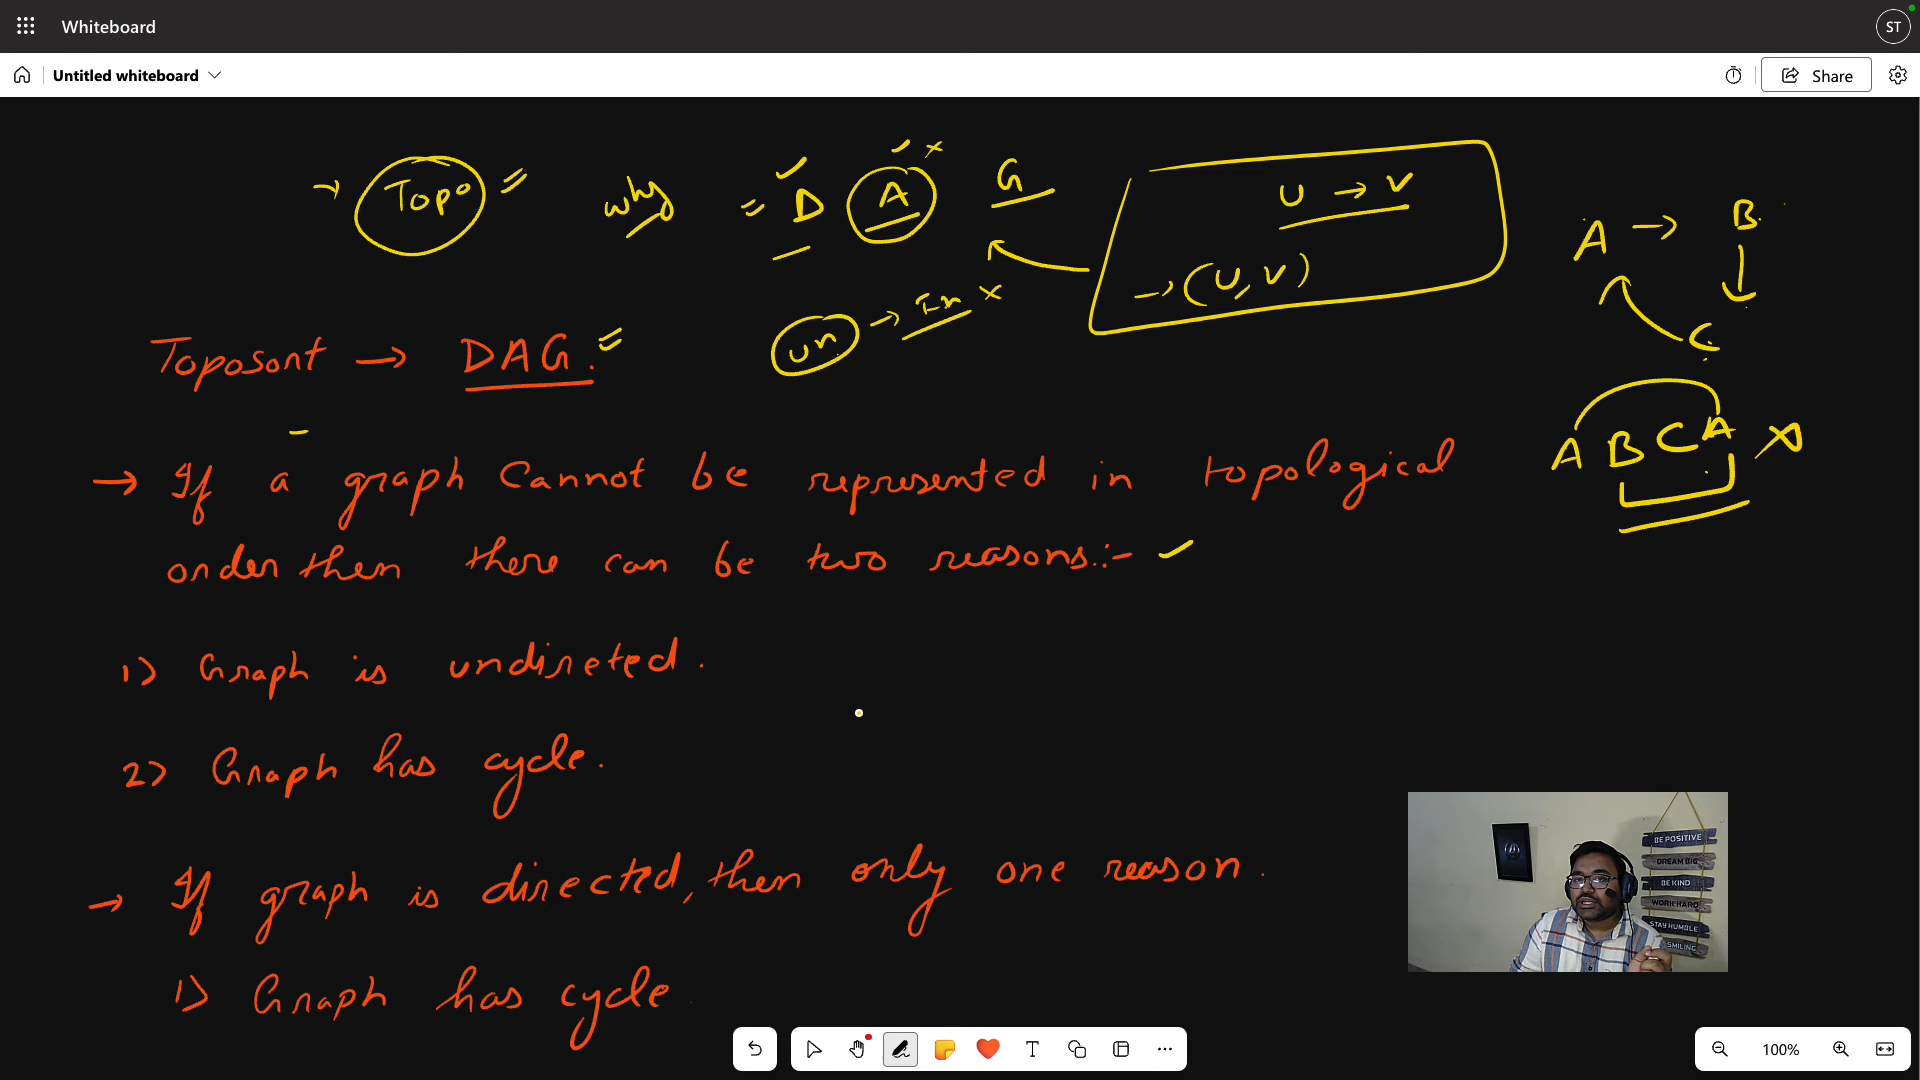 Whiteboard
ST
Untitled whiteboard
Share
→ Topo = why = D A G
U → V
→ (U, V)
A → B
C
un → In ×
Toposort → DAG. =
A B C A ×
→ If a graph cannot be represented in topological
order then there can be two reasons:-
1) Graph is undireted.
2) Graph has cycle.
→ If graph is directed, then only one reason.
1) Graph has cycle.
BE POSITIVE
DREAM BIG
BE KIND
WORK HARD
STAY HUMBLE
SMILING
T
100%